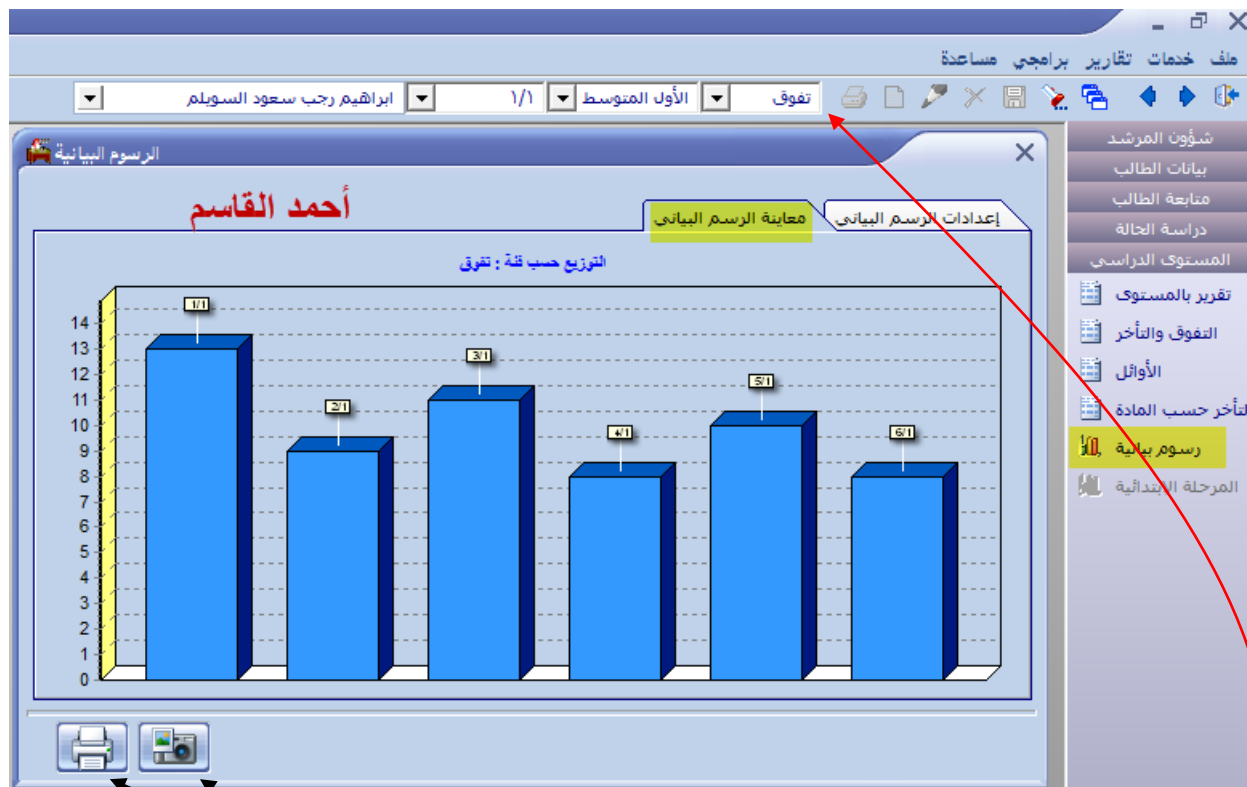 ملف خدمات تقارير برامجي مساعدة
تفوق الأول المتوسط ١/١ ابراهيم رجب سعود السويلم
شؤون المرشد
بيانات الطالب
متابعة الطالب
دراسة الحالة
المستوى الدراسي
تقرير بالمستوى
التفوق والتأخر
الأوائل
لتأخر حسب المادة
رسوم بيانية
المرحلة الابتدائية
الرسوم البيانية
أحمد القاسم
إعدادات الرسم البياني معاينة الرسم البياني
التوزيع حسب فئة : تفوق
14
13
12
11
10
9
8
7
6
5
4
3
2
1
0
1/1
2/1
3/1
4/1
5/1
6/1